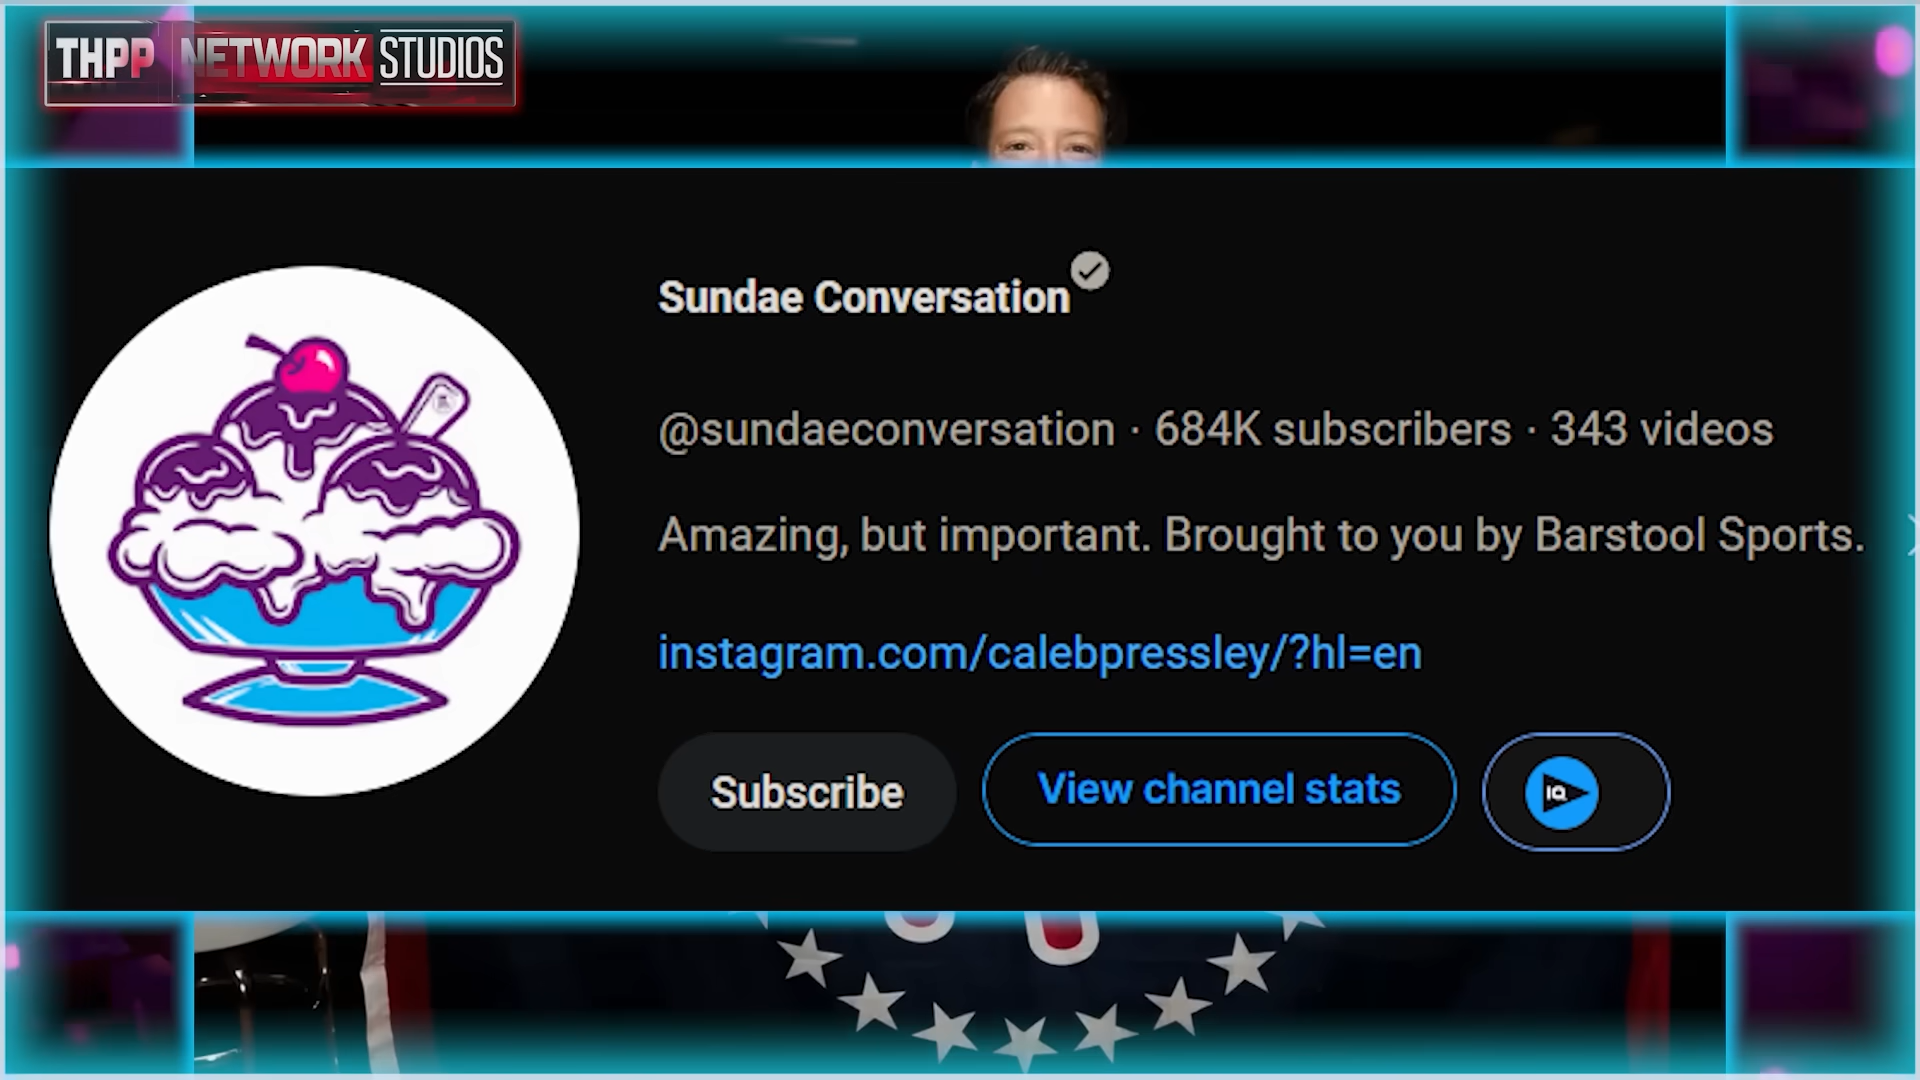 THPP NETWORK STUDIOS
Sundae Conversation
@sundaeconversation · 684K subscribers · 343 videos
Amazing, but important. Brought to you by Barstool Sports.
instagram.com/calebpressley/?hl=en
Subscribe
View channel stats
IQ